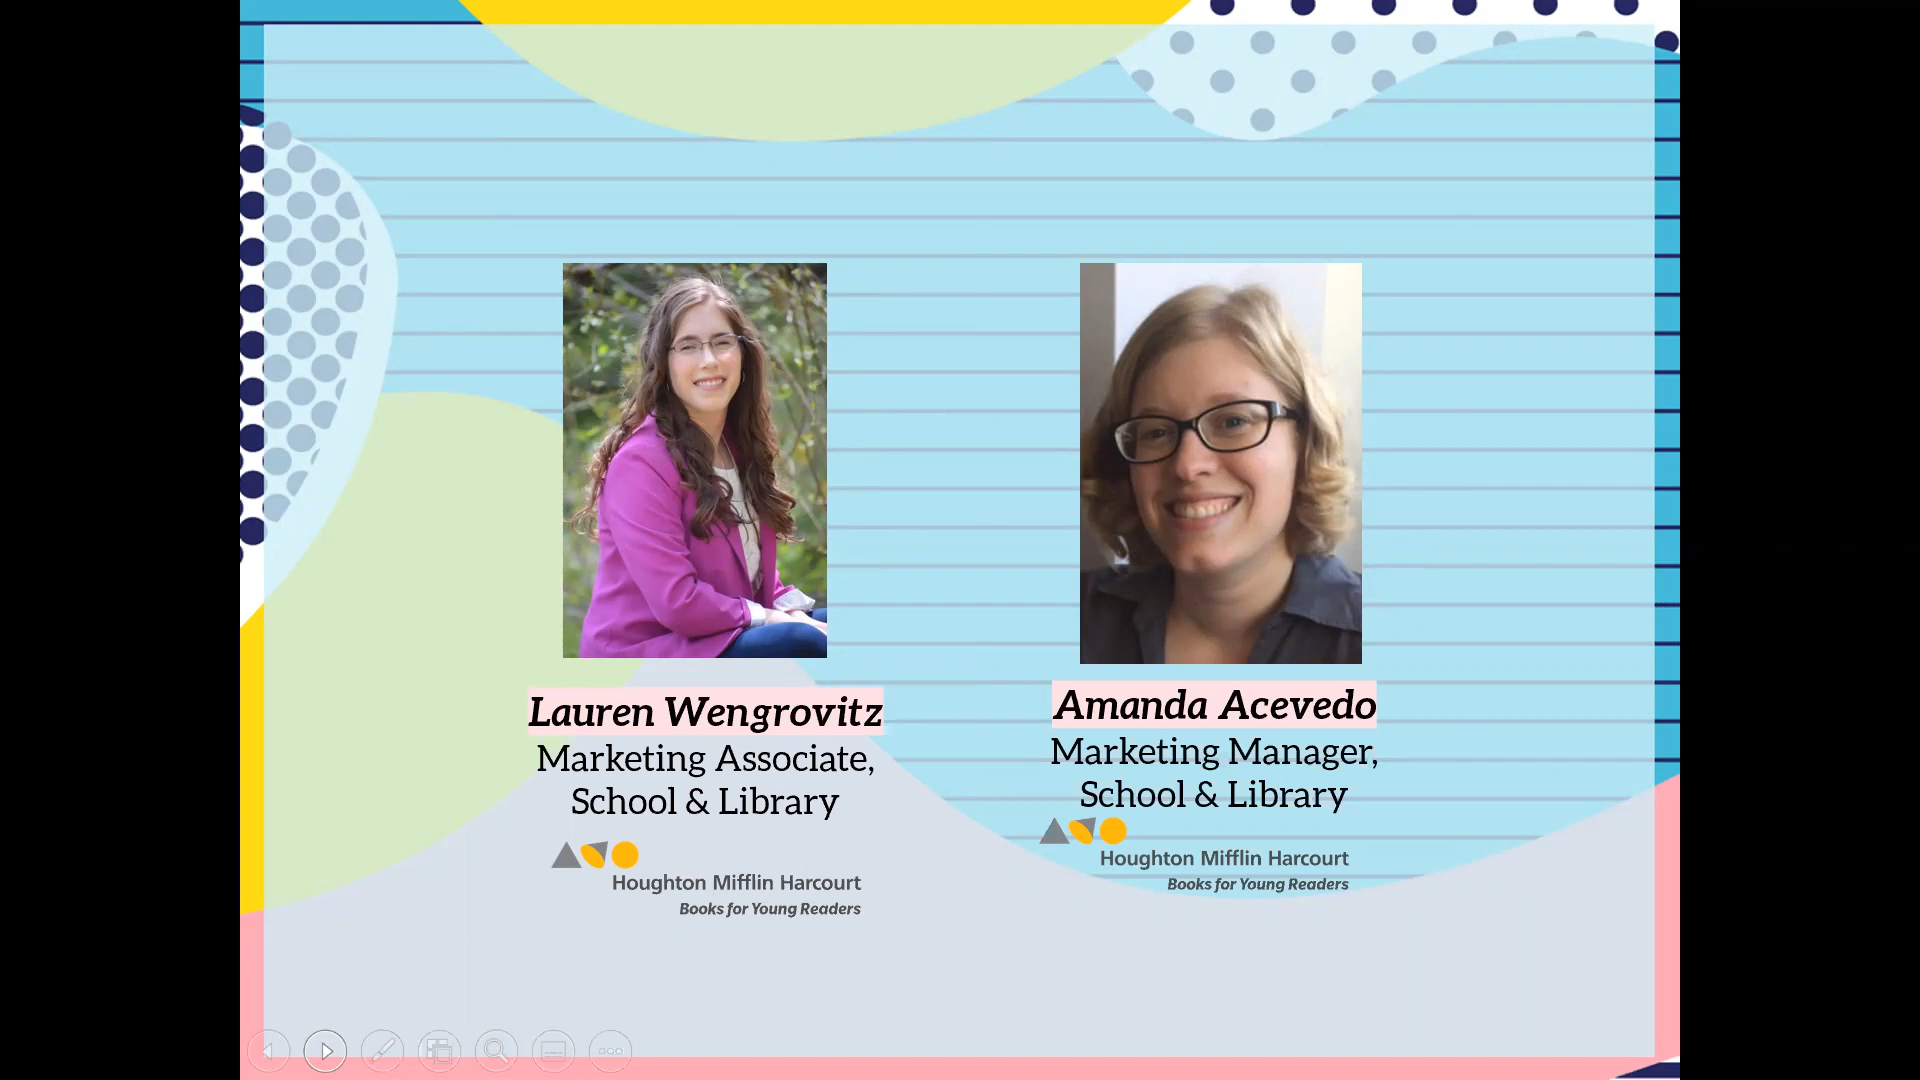 Lauren Wengrovitz
Marketing Associate,
School & Library
Houghton Mifflin Harcourt
Books for Young Readers
Amanda Acevedo
Marketing Manager,
School & Library
Houghton Mifflin Harcourt
Books for Young Readers